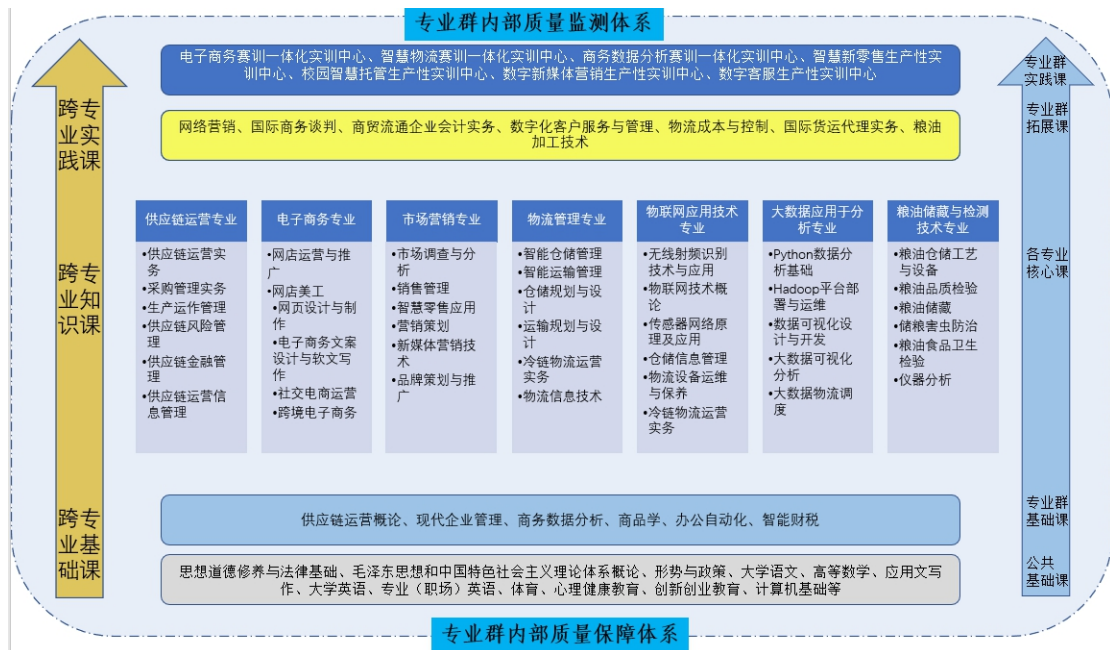 专业群内部质量监测体系
电子商务赛训一体化实训中心、智慧物流赛训一体化实训中心、商务数据分析赛训一体化实训中心、智慧新零售生产性实
训中心、校园智慧托管生产性实训中心、数字新媒体营销生产性实训中心、数字客服生产性实训中心
网络营销、国际商务谈判、商贸流通企业会计实务、数字化客户服务与管理、物流成本与控制、国际货运代理实务、粮油
加工技术
跨专
业实
践课
跨专
业知
识课
跨专
业基
础课
供应链运营专业
•供应链运营实
务
•采购管理实务
•生产运作管理
•供应链风险管
理
•供应链金融管
理
•供应链运营信
息管理
电子商务专业
•网店运营与推
广
•网店美工
•网页设计与制
作
•电子商务文案
设计与软文写
作
•社交电商运营
•跨境电子商务
市场营销专业
•市场调查与分
析
•销售管理
•智慧零售应用
•营销策划
•新媒体营销技
术
•品牌策划与推
广
物流管理专业
•智能仓储管理
•智能运输管理
•仓储规划与设
计
•运输规划与设
计
•冷链物流运营
实务
•物流信息技术
物联网应用技术
专业
•无线射频识别
技术与应用
•物联网技术概
论
•传感器网络原
理及应用
•仓储信息管理
•物流设备运维
与保养
•冷链物流运营
实务
大数据应用于分
析专业
•Python数据分
析基础
•Hadoop平台部
署与运维
•数据可视化设
计与开发
•大数据可视化
分析
•大数据物流调
度
粮油储藏与检测
技术专业
•粮油仓储工艺
与设备
•粮油品质检验
•粮油储藏
•储粮害虫防治
•粮油食品卫生
检验
•仪器分析
专业群
实践课
专业群
拓展课
各专业
核心课
专业群
基础课
公共
基础课
供应链运营概论、现代企业管理、商务数据分析、商品学、办公自动化、智能财税
思想道德修养与法律基础、毛泽东思想和中国特色社会主义理论体系概论、形势与政策、大学语文、高等数学、应用文写
作、大学英语、专业（职场）英语、体育、心理健康教育、创新创业教育、计算机基础等
专业群内部质量保障体系